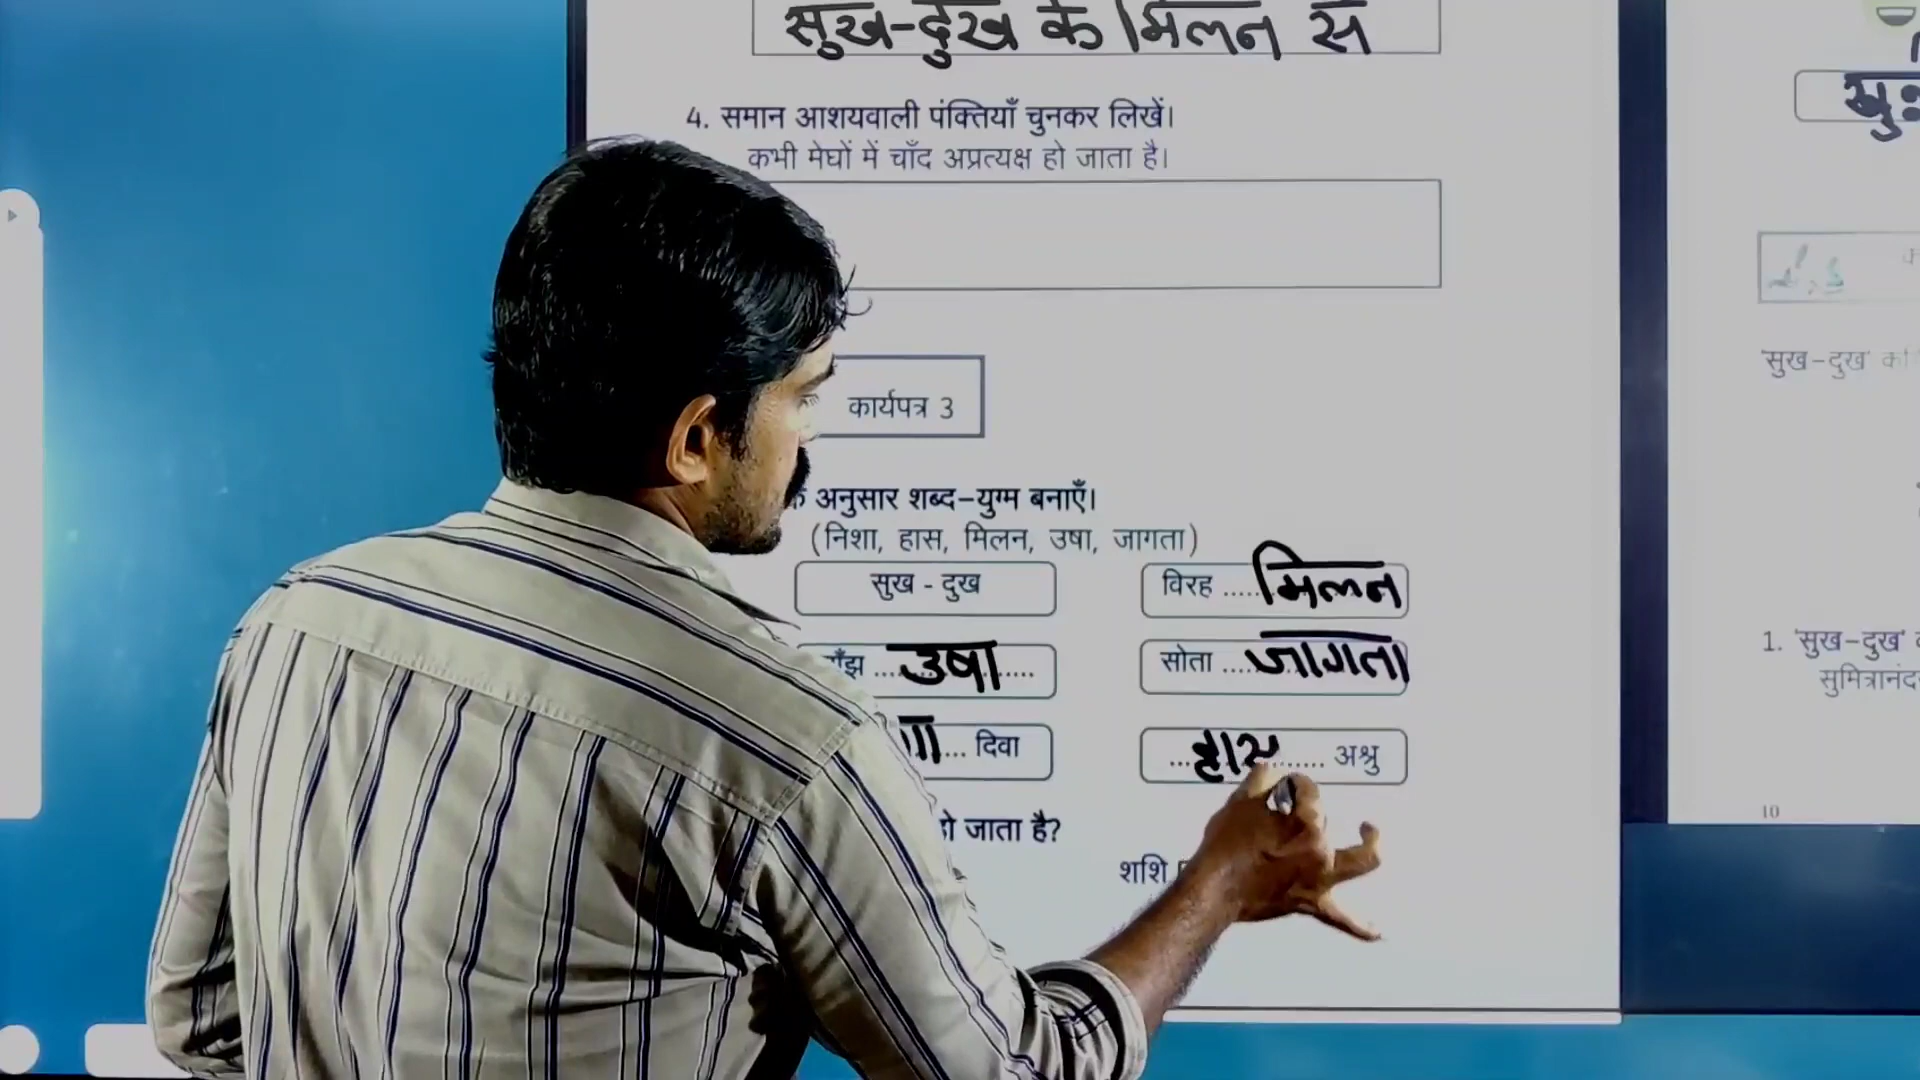 सुख-दुख के मिलन से
4. समान आशयवाली पंक्तियाँ चुनकर लिखें।
कभी मेघों में चाँद अप्रत्यक्ष हो जाता है।
कार्यपत्र 3
अनुसार शब्द-युग्म बनाएँ।
(निशा, हास, मिलन, उषा, जागता)
सुख - दुख
विरह ..... मिलन
.... उषा ....
सोता .... जागता
... दिवा
... हास ...... अश्रु
जाता है?
शशि
'सुख-दुख'
1. 'सुख-दुख'
10